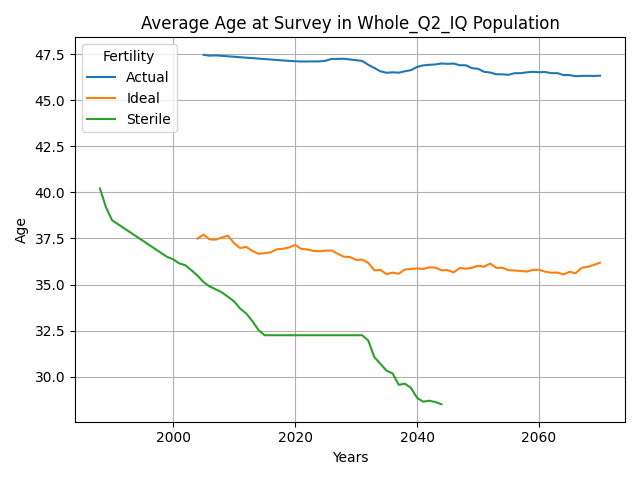 Average Age at Survey in Whole_Q2_IQ Population
Fertility
Actual
Ideal
Sterile
47.5
45.0
42.5
40.0
37.5
35.0
32.5
30.0
Age
2000
2020
2040
2060
Years